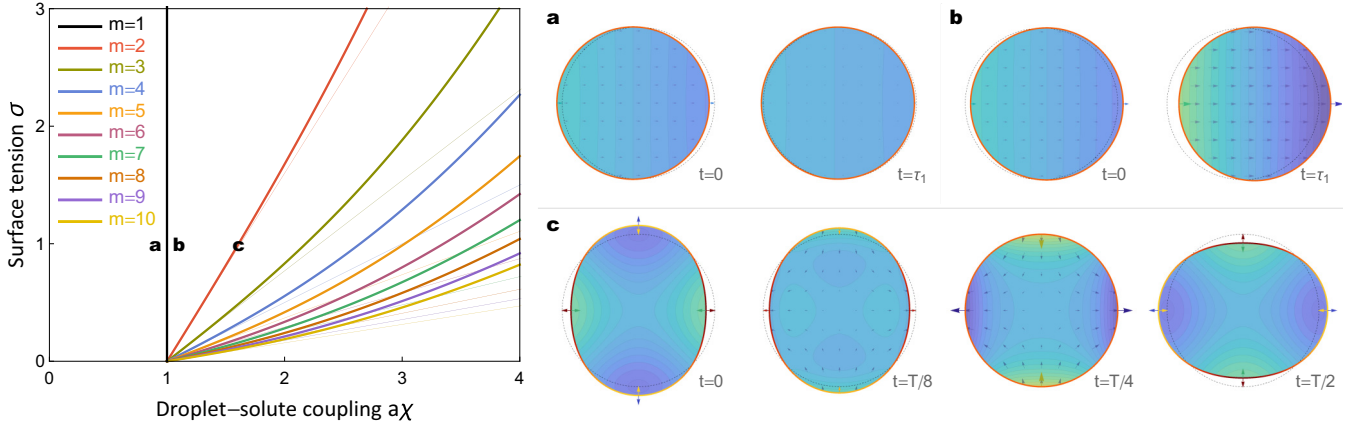 3
2
1
0
Surface tension σ
m=1
m=2
m=3
m=4
m=5
m=6
m=7
m=8
m=9
m=10
a b c
0 1 2 3 4
Droplet–solute coupling aχ
a
t=0
t=τ₁
b
t=0
t=τ₁
c
t=0
t=T/8
t=T/4
t=T/2